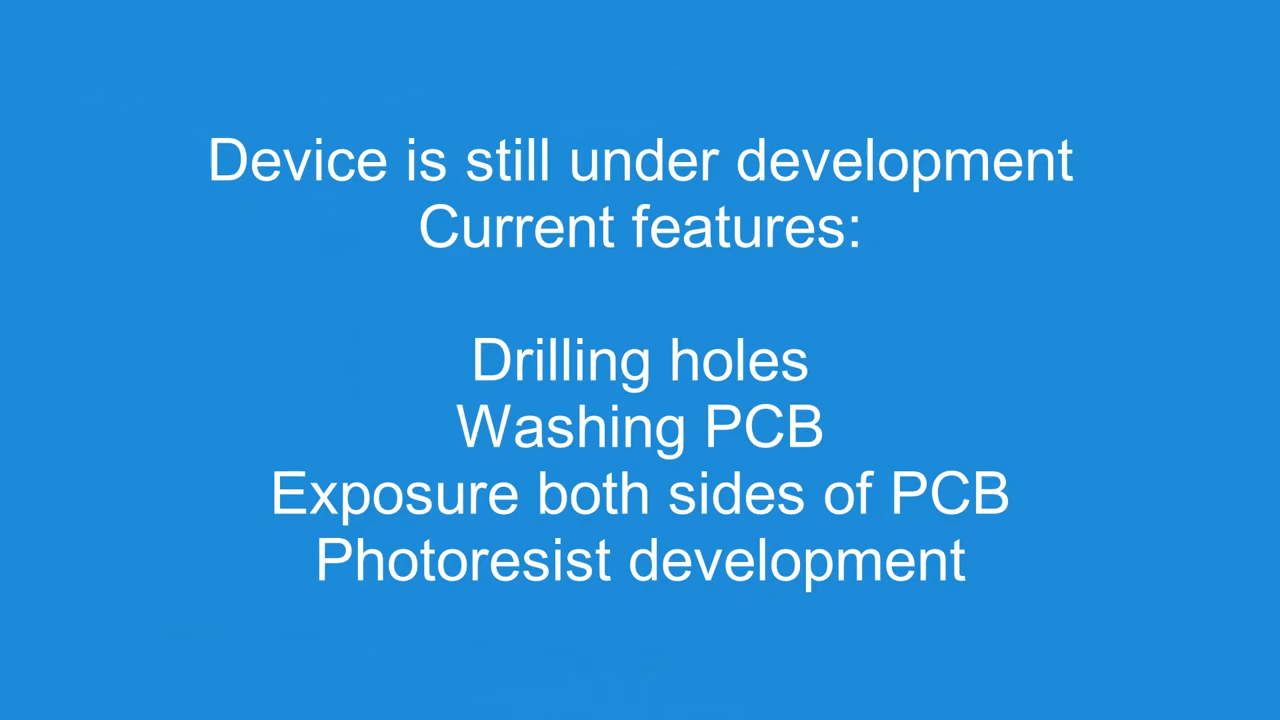 Device is still under development
Current features:
Drilling holes
Washing PCB
Exposure both sides of PCB
Photoresist development